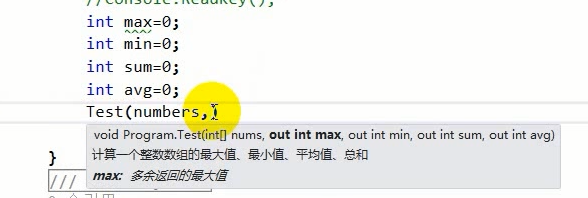 //Console.ReadKey();
int max=0;
int min=0;
int sum=0;
int avg=0;
Test(numbers,)
void Program.Test(int[] nums, out int max, out int min, out int sum, out int avg)
计算一个整数数组的最大值、最小值、平均值、总和
max: 多余返回的最大值
}
///